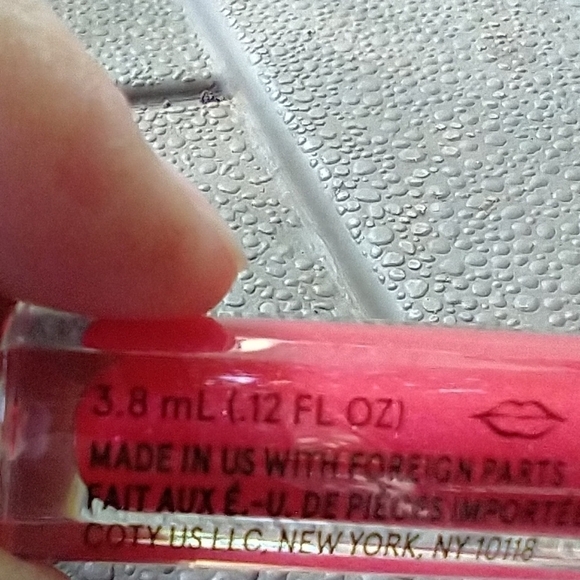 3.8 mL (.12 FL OZ)
MADE IN US WITH FOREIGN PARTS
FAIT AUX É.-U. DE PIÈCES IMPORTÉE
COTY US LLC, NEW YORK, NY 10118